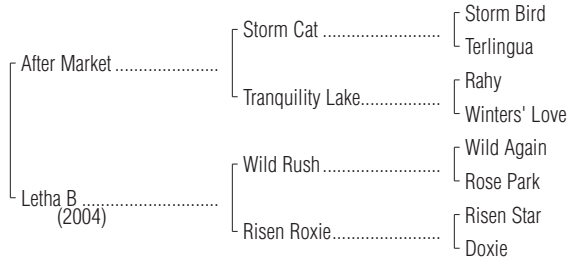 Storm Bird
Storm Cat ........................
Terlingua
After Market .....................
Rahy
Tranquility Lake................
Winters' Love
Wild Again
Wild Rush ........................
Rose Park
Letha B ............................
(2004)
Risen Star
Risen Roxie......................
Doxie